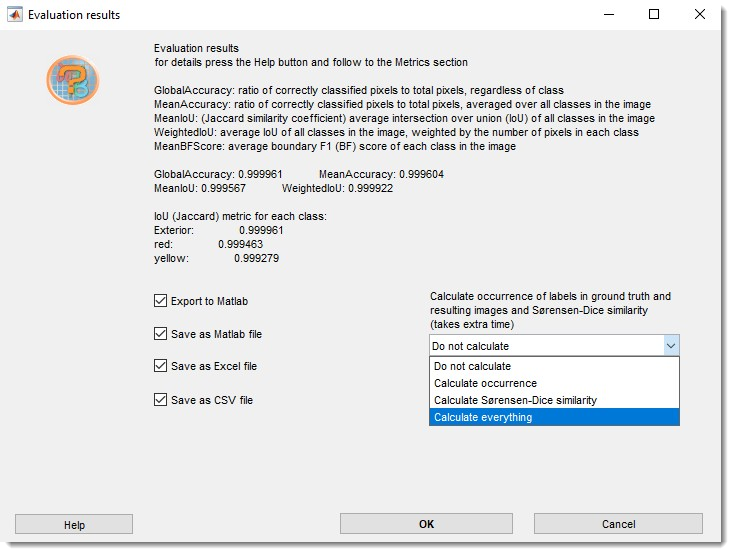 Evaluation results
Evaluation results
for details press the Help button and follow to the Metrics section
GlobalAccuracy: ratio of correctly classified pixels to total pixels, regardless of class
MeanAccuracy: ratio of correctly classified pixels to total pixels, averaged over all classes in the image
MeanIoU: (Jaccard similarity coefficient) average intersection over union (IoU) of all classes in the image
WeightedIoU: average IoU of all classes in the image, weighted by the number of pixels in each class
MeanBFScore: average boundary F1 (BF) score of each class in the image
GlobalAccuracy: 0.999961 MeanAccuracy: 0.999604
MeanIoU: 0.999567 WeightedIoU: 0.999922
IoU (Jaccard) metric for each class:
Exterior: 0.999961
red: 0.999463
yellow: 0.999279
Export to Matlab
Save as Matlab file
Save as Excel file
Save as CSV file
Calculate occurrence of labels in ground truth and
resulting images and Sørensen-Dice similarity
(takes extra time)
Do not calculate
Do not calculate
Calculate occurrence
Calculate Sørensen-Dice similarity
Calculate everything
Help
OK
Cancel